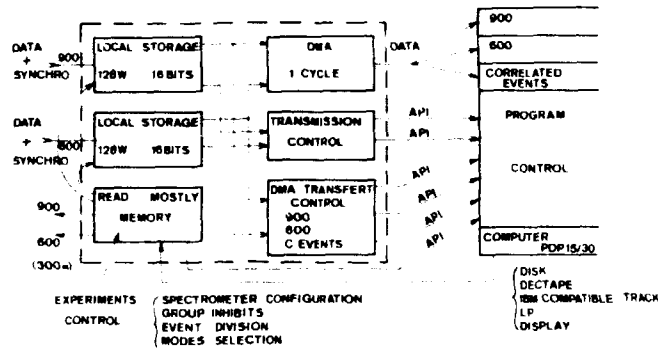 DATA
+
SYNCHRO
900
LOCAL STORAGE
128W 16 BITS
DMA
1 CYCLE
DATA
900
600
CORRELATED
EVENTS
DATA
+
SYNCHRO
600
LOCAL STORAGE
128W 16BITS
TRANSMISSION
CONTROL
API
API
PROGRAM
CONTROL
900
600
(300m)
READ MOSTLY
MEMORY
DMA TRANSFERT
CONTROL
900
600
C EVENTS
API
API
API
API
COMPUTER
PDP 15/30
EXPERIMENTS
CONTROL
SPECTROMETER CONFIGURATION
GROUP INHIBITS
EVENT DIVISION
MODES SELECTION
DISK
DECTAPE
IBM COMPATIBLE TRACK
LP
DISPLAY